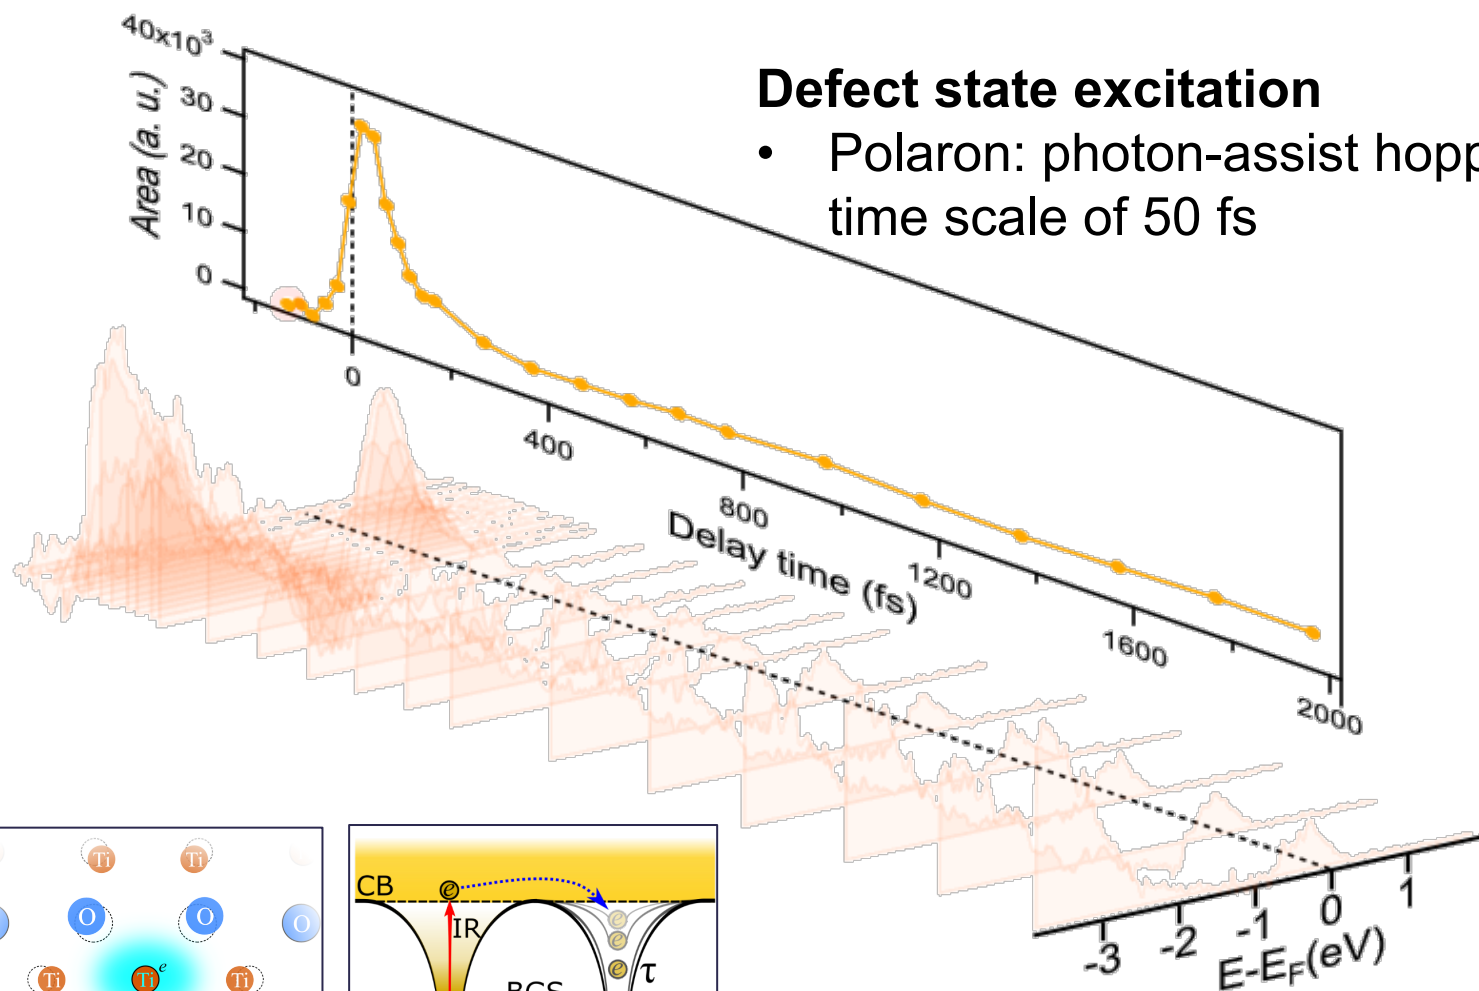 Defect state excitation
• Polaron: photon-assist hopp
time scale of 50 fs
40x10³
30
20
10
0
Area (a. u.)
0
400
800
1200
1600
2000
Delay time (fs)
-3
-2
-1
0
1
E-E_F(eV)
Ti
Ti
O
O
O
Ti
Ti
e
Ti
CB
e
IR
e
e
e
τ